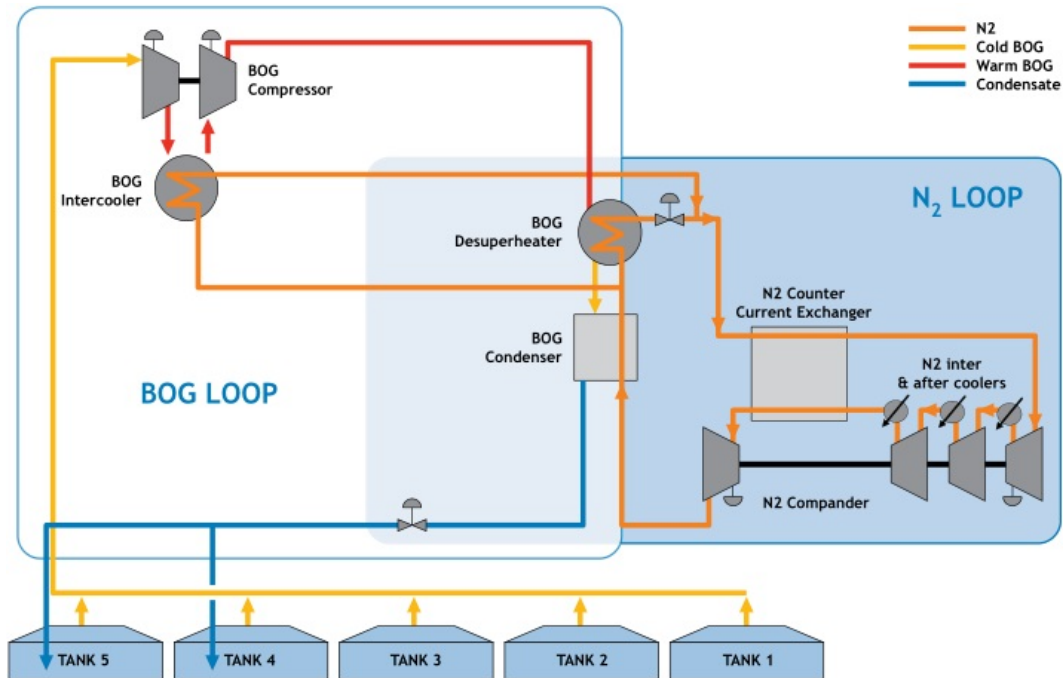 N2
Cold BOG
Warm BOG
Condensate
BOG
Compressor
BOG
Intercooler
N₂ LOOP
BOG
Desuperheater
N2 Counter
Current Exchanger
BOG
Condenser
N2 inter
& after coolers
BOG LOOP
N2 Compander
TANK 5
TANK 4
TANK 3
TANK 2
TANK 1